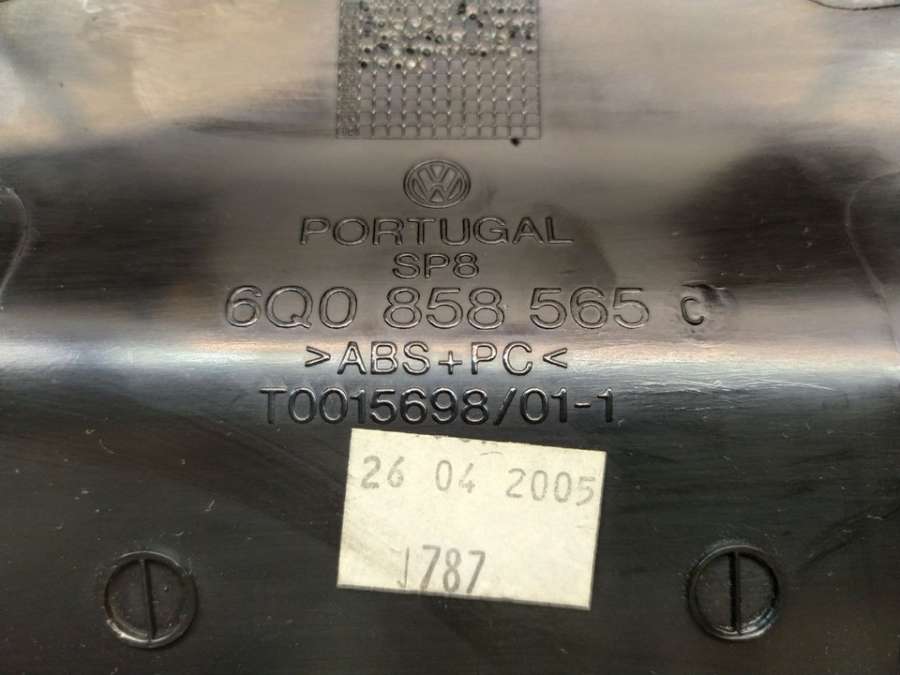 PORTUGAL
SP8
6Q0 858 565 C
>ABS+PC<
T0015698/01-1
26 04 2005
J787